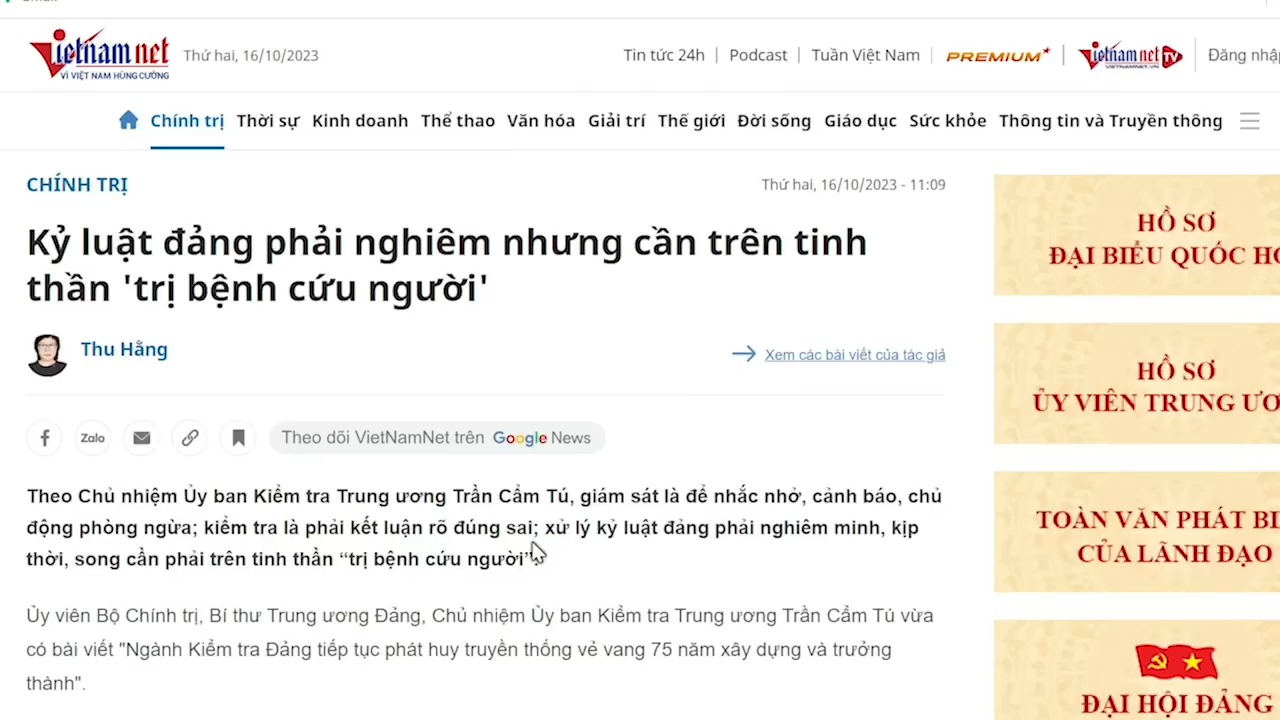 Vietnam net
VÌ VIỆT NAM HÙNG CƯỜNG
Thứ hai, 16/10/2023
Tin tức 24h
Podcast
Tuần Việt Nam
PREMIUM
Vietnam net TV
VIETNAMNET.VN
Đăng nhập
Chính trị Thời sự Kinh doanh Thể thao Văn hóa Giải trí Thế giới Đời sống Giáo dục Sức khỏe Thông tin và Truyền thông
CHÍNH TRỊ
Thứ hai, 16/10/2023 - 11:09
Kỷ luật đảng phải nghiêm nhưng cần trên tinh
thần 'trị bệnh cứu người'
Thu Hằng
Xem các bài viết của tác giả
Zalo
Theo dõi VietNamNet trên Google News
Theo Chủ nhiệm Ủy ban Kiểm tra Trung ương Trần Cẩm Tú, giám sát là để nhắc nhở, cảnh báo, chủ
động phòng ngừa; kiểm tra là phải kết luận rõ đúng sai; xử lý kỷ luật đảng phải nghiêm minh, kịp
thời, song cần phải trên tinh thần “trị bệnh cứu người”
Ủy viên Bộ Chính trị, Bí thư Trung ương Đảng, Chủ nhiệm Ủy ban Kiểm tra Trung ương Trần Cẩm Tú vừa
có bài viết "Ngành Kiểm tra Đảng tiếp tục phát huy truyền thống vẻ vang 75 năm xây dựng và trưởng
thành".
HỒ SƠ
ĐẠI BIỂU QUỐC HỘ
HỒ SƠ
ỦY VIÊN TRUNG ƯƠ
TOÀN VĂN PHÁT BI
CỦA LÃNH ĐẠO
ĐẠI HỘI ĐẢNG